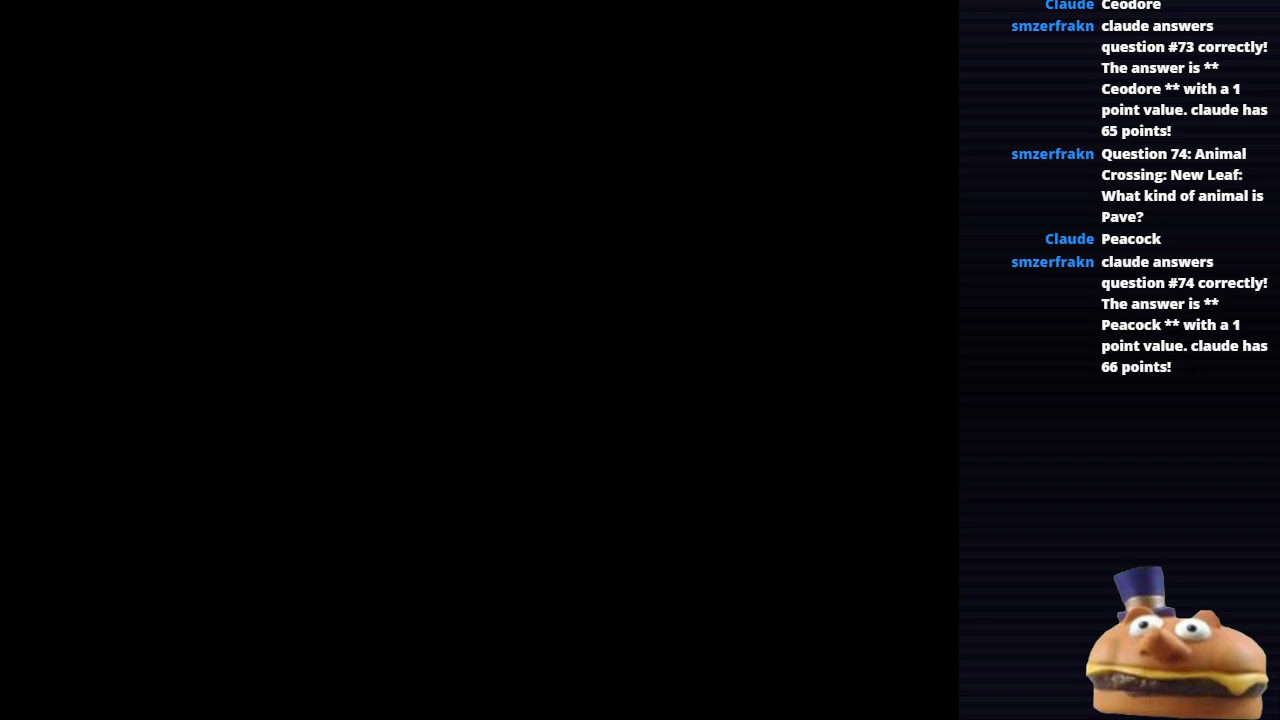 Claude Ceodore
smzerfrakn claude answers
question #73 correctly!
The answer is **
Ceodore ** with a 1
point value. claude has
65 points!
smzerfrakn Question 74: Animal
Crossing: New Leaf:
What kind of animal is
Pave?
Claude Peacock
smzerfrakn claude answers
question #74 correctly!
The answer is **
Peacock ** with a 1
point value. claude has
66 points!